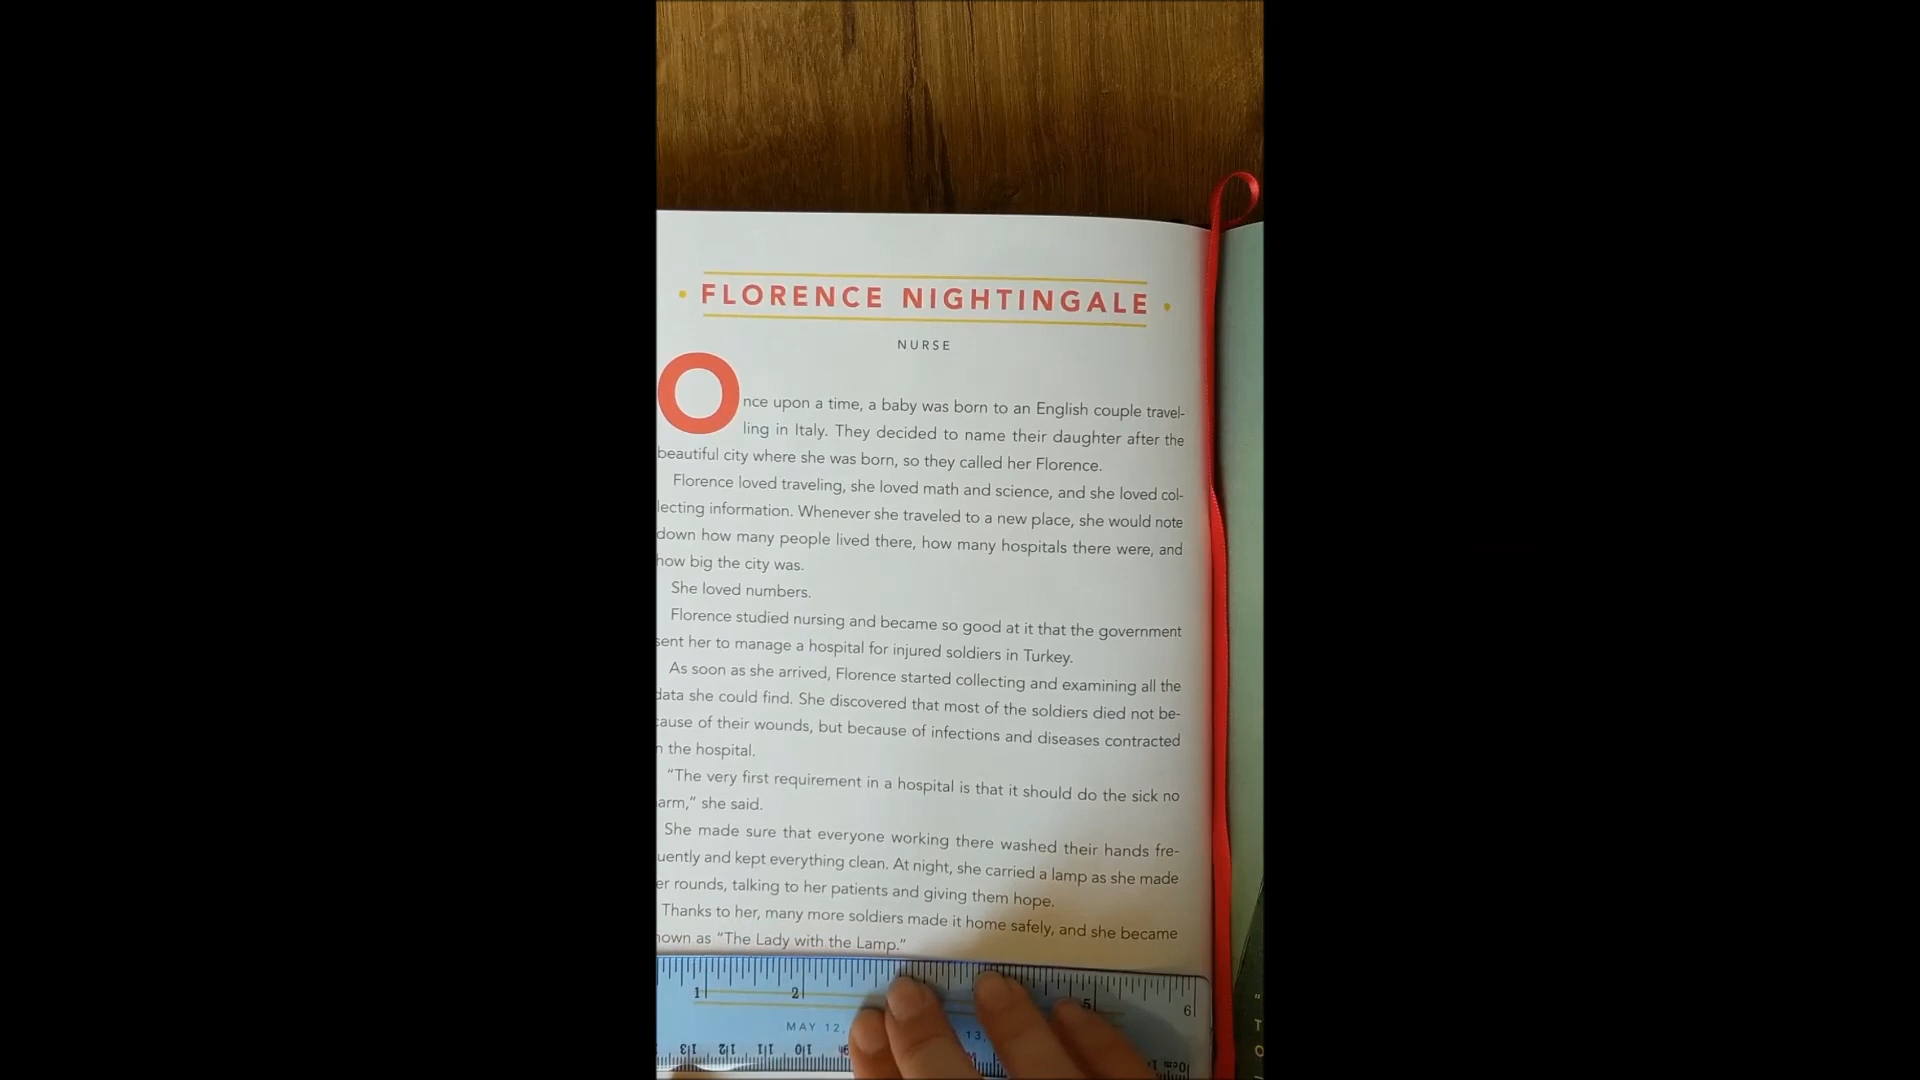 FLORENCE NIGHTINGALE
NURSE
Once upon a time, a baby was born to an English couple travel-
ling in Italy. They decided to name their daughter after the
beautiful city where she was born, so they called her Florence.
Florence loved traveling, she loved math and science, and she loved col-
lecting information. Whenever she traveled to a new place, she would note
down how many people lived there, how many hospitals there were, and
how big the city was.
She loved numbers.
Florence studied nursing and became so good at it that the government
sent her to manage a hospital for injured soldiers in Turkey.
As soon as she arrived, Florence started collecting and examining all the
data she could find. She discovered that most of the soldiers died not be-
cause of their wounds, but because of infections and diseases contracted
n the hospital.
“The very first requirement in a hospital is that it should do the sick no
arm,” she said.
She made sure that everyone working there washed their hands fre-
uently and kept everything clean. At night, she carried a lamp as she made
er rounds, talking to her patients and giving them hope.
Thanks to her, many more soldiers made it home safely, and she became
nown as “The Lady with the Lamp.”
1 2 5 6
MAY 12, 13,
13 12 11 10